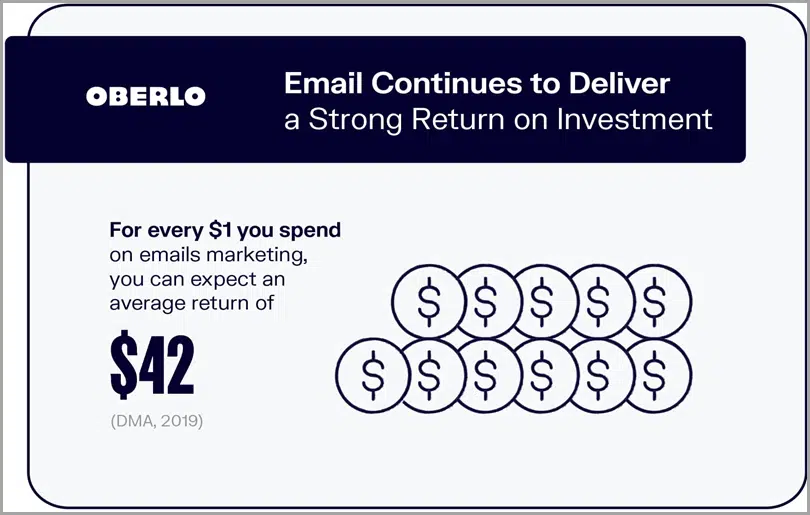 OBERLO
Email Continues to Deliver
a Strong Return on Investment
For every $1 you spend
on emails marketing,
you can expect an
average return of
$42
(DMA, 2019)
$ $ $ $ $
$ $ $ $ $ $